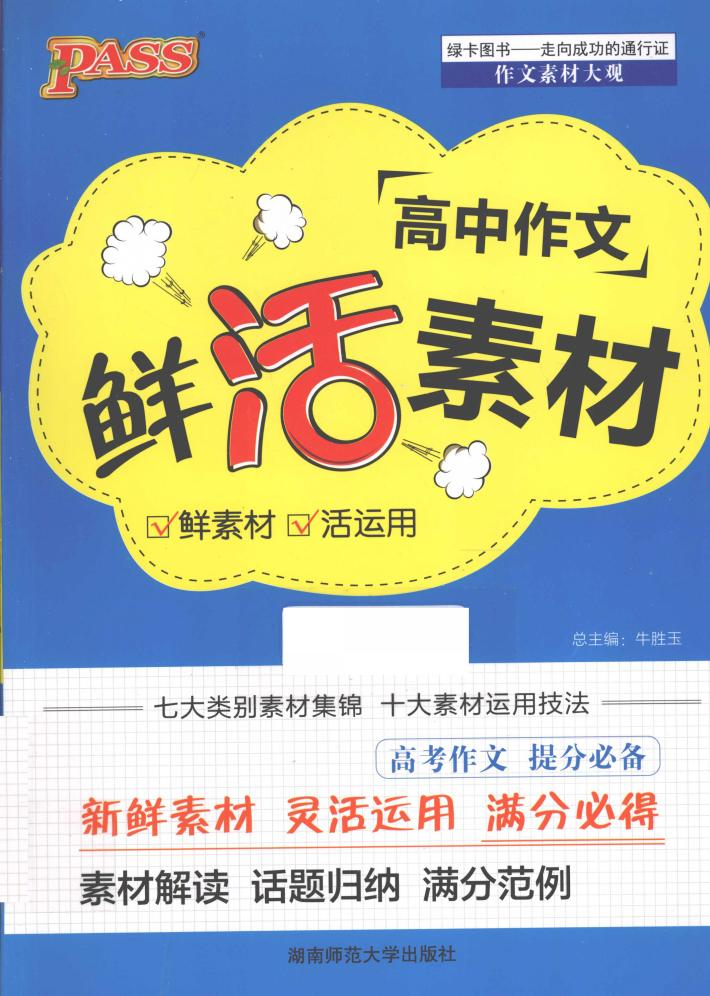 PASS®
绿卡图书——走向成功的通行证
作文素材大观
「高中作文」
鲜活素材
鲜素材 活运用
总主编：牛胜玉
七大类别素材集锦 十大素材运用技法
高考作文 提分必备
新鲜素材 灵活运用 满分必得
素材解读 话题归纳 满分范例
湖南师范大学出版社